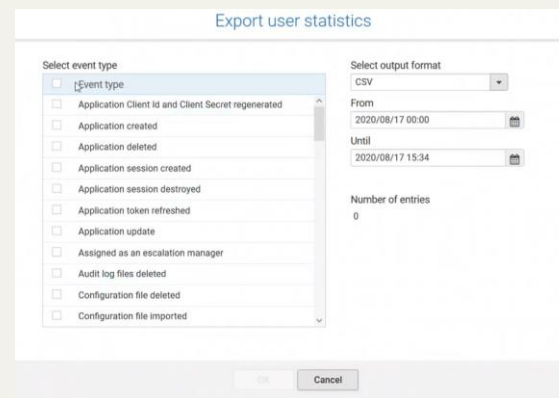 Export user statistics
Select event type
Event type
Application Client Id and Client Secret regenerated
Application created
Application deleted
Application session created
Application session destroyed
Application token refreshed
Application update
Assigned as an escalation manager
Audit log files deleted
Configuration file deleted
Configuration file imported
Select output format
CSV
From
2020/08/17 00:00
Until
2020/08/17 15:34
Number of entries
0
OK
Cancel